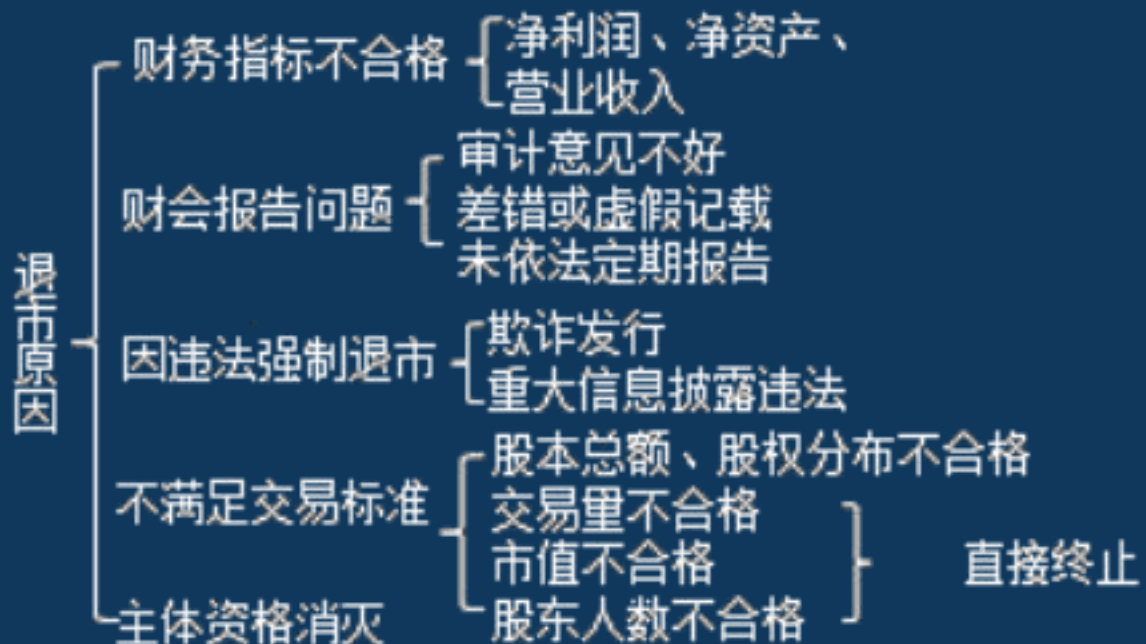 退市原因
财务指标不合格
净利润、净资产、
营业收入
财会报告问题
审计意见不好
差错或虚假记载
未依法定期报告
因违法强制退市
欺诈发行
重大信息披露违法
不满足交易标准
股本总额、股权分布不合格
交易量不合格
市值不合格
股东人数不合格
直接终止
主体资格消灭